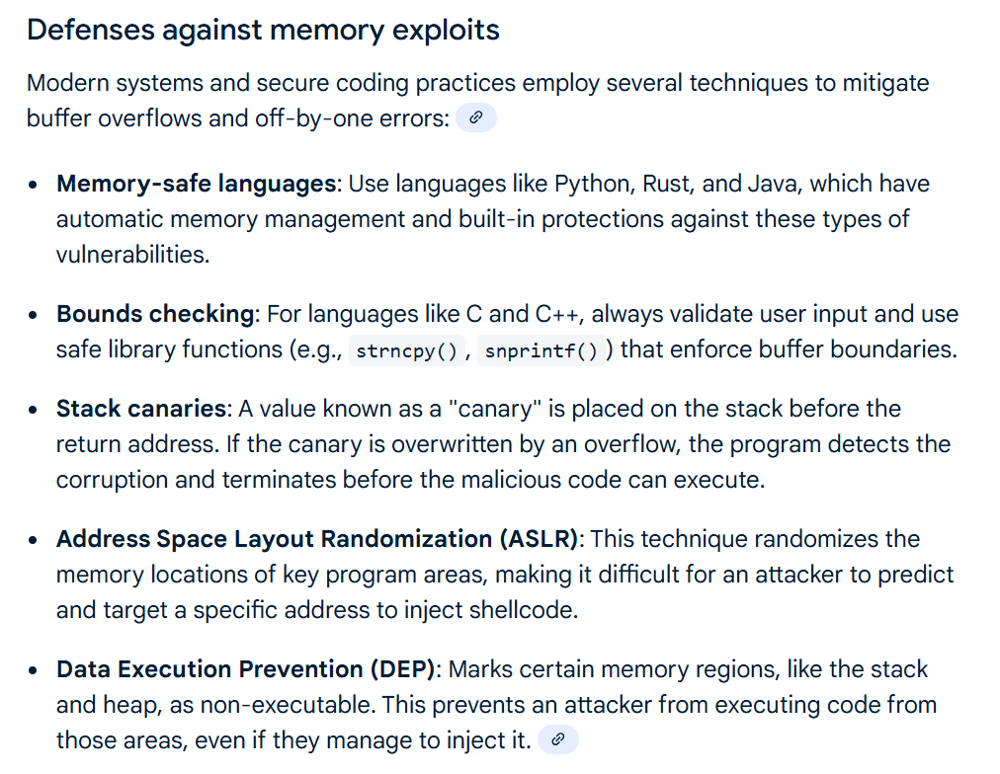 Defenses against memory exploits
Modern systems and secure coding practices employ several techniques to mitigate
buffer overflows and off-by-one errors:
• Memory-safe languages: Use languages like Python, Rust, and Java, which have
automatic memory management and built-in protections against these types of
vulnerabilities.
• Bounds checking: For languages like C and C++, always validate user input and use
safe library functions (e.g., strncpy(), snprintf()) that enforce buffer boundaries.
• Stack canaries: A value known as a "canary" is placed on the stack before the
return address. If the canary is overwritten by an overflow, the program detects the
corruption and terminates before the malicious code can execute.
• Address Space Layout Randomization (ASLR): This technique randomizes the
memory locations of key program areas, making it difficult for an attacker to predict
and target a specific address to inject shellcode.
• Data Execution Prevention (DEP): Marks certain memory regions, like the stack
and heap, as non-executable. This prevents an attacker from executing code from
those areas, even if they manage to inject it.